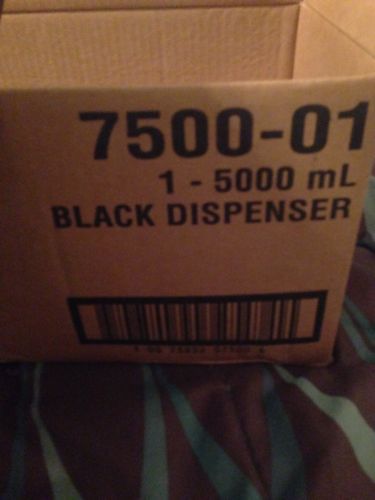 7500-01
1 - 5000 mL
BLACK DISPENSER